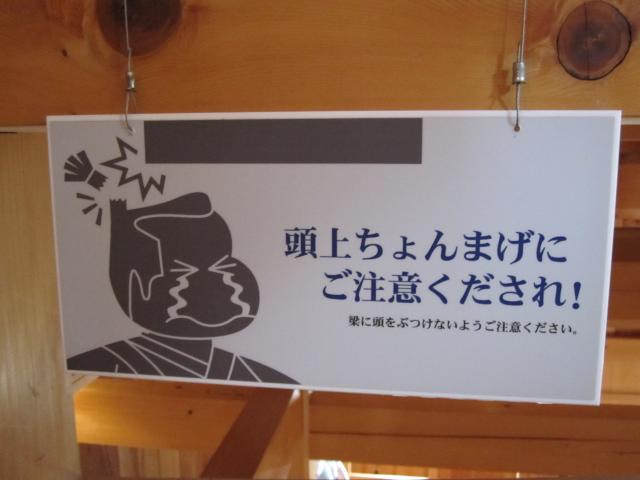 頭上ちょんまげに
ご注意くだされ!
梁に頭をぶつけないようご注意ください。